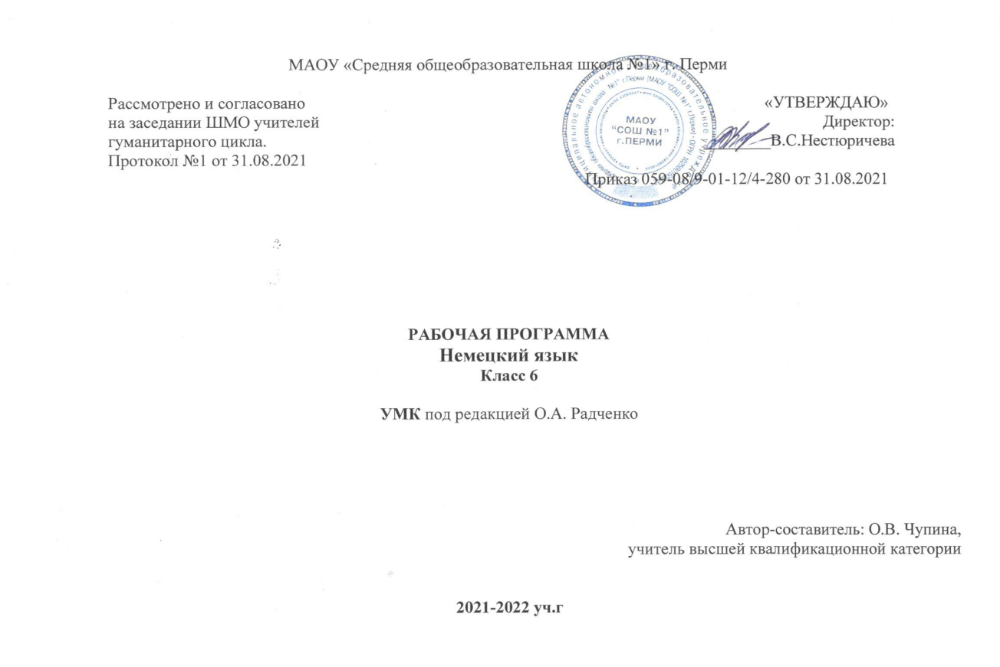 МАОУ «Средняя общеобразовательная школа №1» г. Перми
Рассмотрено и согласовано
на заседании ШМО учителей
гуманитарного цикла.
Протокол №1 от 31.08.2021
МАОУ
"СОШ №1"
г.ПЕРМИ
«УТВЕРЖДАЮ»
Директор:
В.С.Нестюричева
Приказ 059-08/9-01-12/4-280 от 31.08.2021
РАБОЧАЯ ПРОГРАММА
Немецкий язык
Класс 6
УМК под редакцией О.А. Радченко
Автор-составитель: О.В. Чупина,
учитель высшей квалификационной категории
2021-2022 уч.г